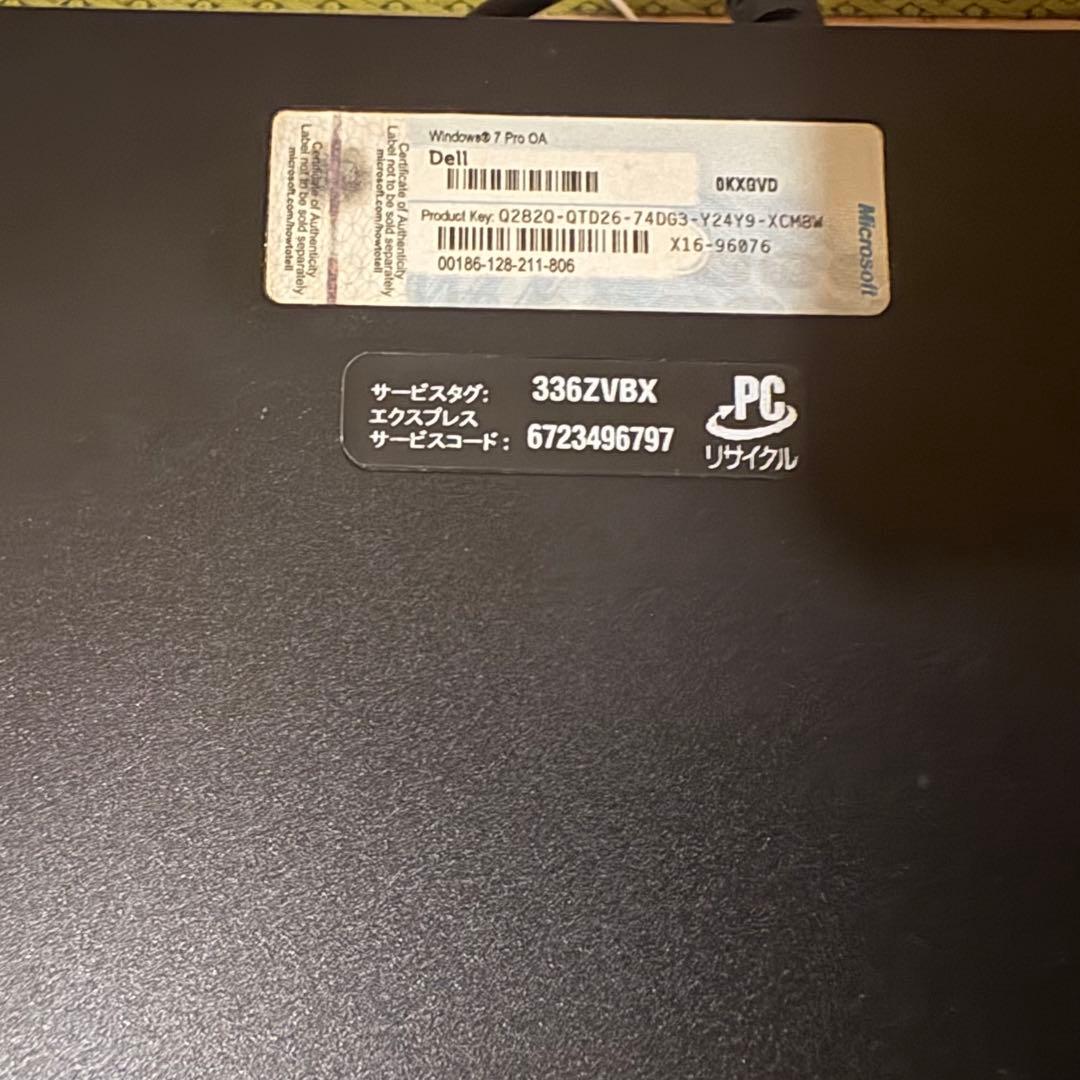 Certificate of Authenticity
Label not to be sold separately
microsoft.com/howtotell
Certificate of Authenticity
Label not to be sold separately
microsoft.com/howtotell
Windows® 7 Pro OA
Dell
0KXGVD
Product Key: Q282Q-QTD26-74DG3-Y24Y9-XCM8W
X16-96076
00186-128-211-806
Microsoft
サービスタグ: 336ZVBX
エクスプレス
サービスコード: 6723496797
PC
リサイクル